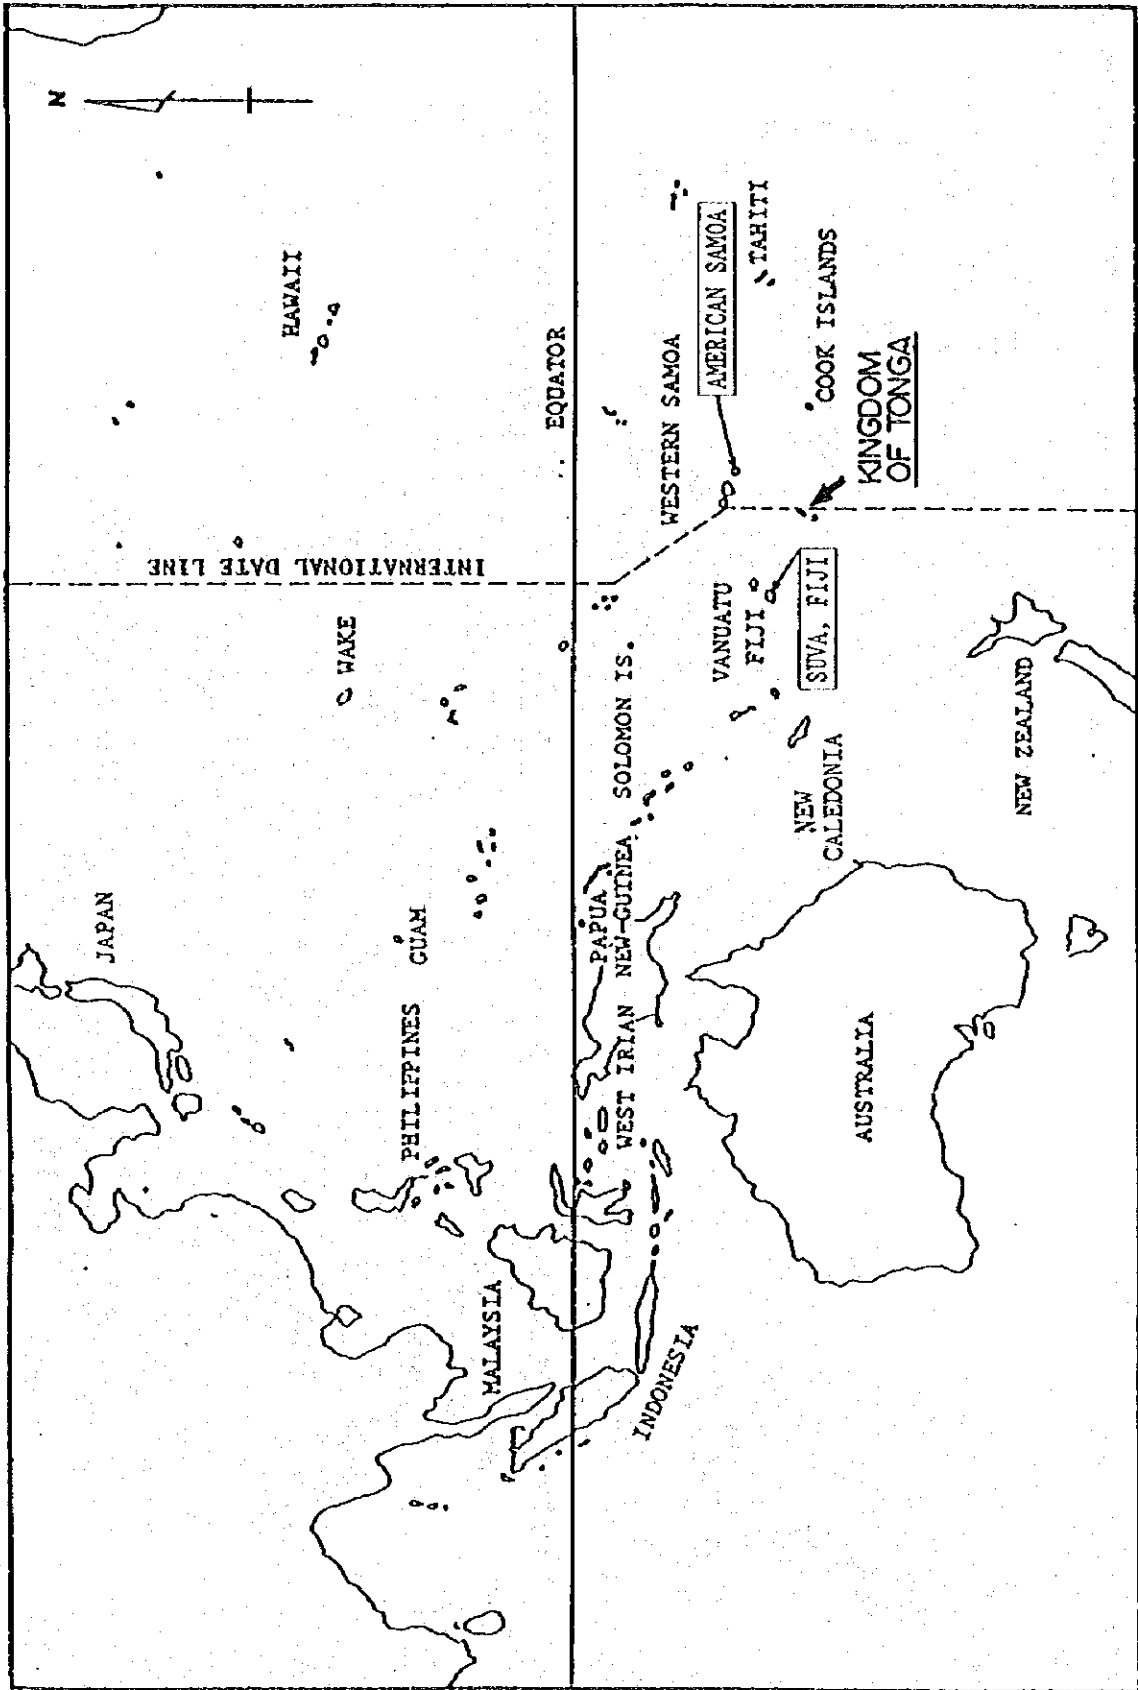 N
JAPAN
HAWAII
INTERNATIONAL DATE LINE
WAKE
PHILIPPINES
GUAM
MALAYSIA
EQUATOR
PAPUA
WEST IRIAN
NEW-GUINEA
SOLOMON IS.
INDONESIA
WESTERN SAMOA
AMERICAN SAMOA
VANUATU
FIJI
TAHITI
SUVA, FIJI
COOK ISLANDS
NEW
CALEDONIA
KINGDOM
OF TONGA
AUSTRALIA
NEW ZEALAND